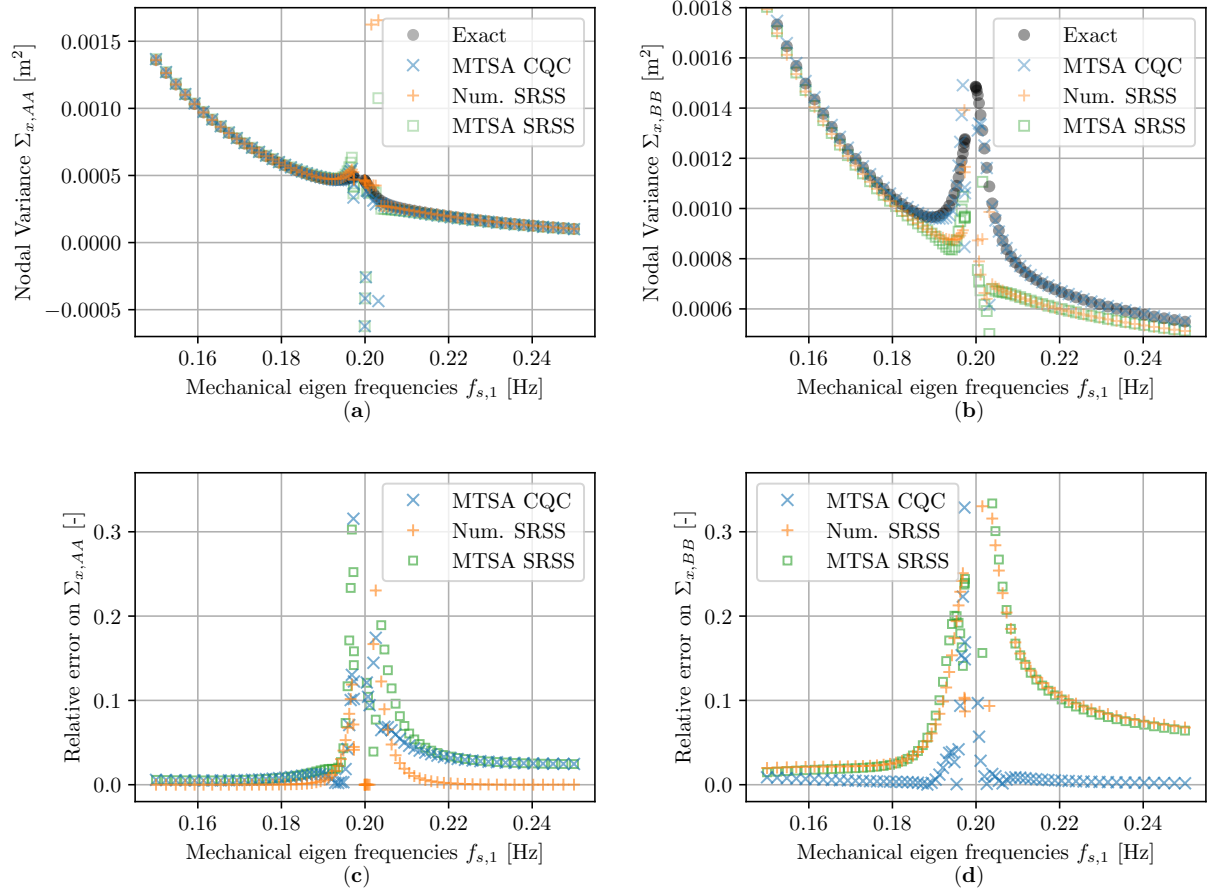 0.0015
0.0010
0.0005
0.0000
−0.0005
Nodal Variance Σx,AA [m²]
Exact
MTSA CQC
Num. SRSS
MTSA SRSS
0.16 0.18 0.20 0.22 0.24
Mechanical eigen frequencies fs,1 [Hz]
(a)
0.0018
0.0016
0.0014
0.0012
0.0010
0.0008
0.0006
Nodal Variance Σx,BB [m²]
Exact
MTSA CQC
Num. SRSS
MTSA SRSS
0.16 0.18 0.20 0.22 0.24
Mechanical eigen frequencies fs,1 [Hz]
(b)
0.3
0.2
0.1
0.0
Relative error on Σx,AA [-]
MTSA CQC
Num. SRSS
MTSA SRSS
0.16 0.18 0.20 0.22 0.24
Mechanical eigen frequencies fs,1 [Hz]
(c)
0.3
0.2
0.1
0.0
Relative error on Σx,BB [-]
MTSA CQC
Num. SRSS
MTSA SRSS
0.16 0.18 0.20 0.22 0.24
Mechanical eigen frequencies fs,1 [Hz]
(d)